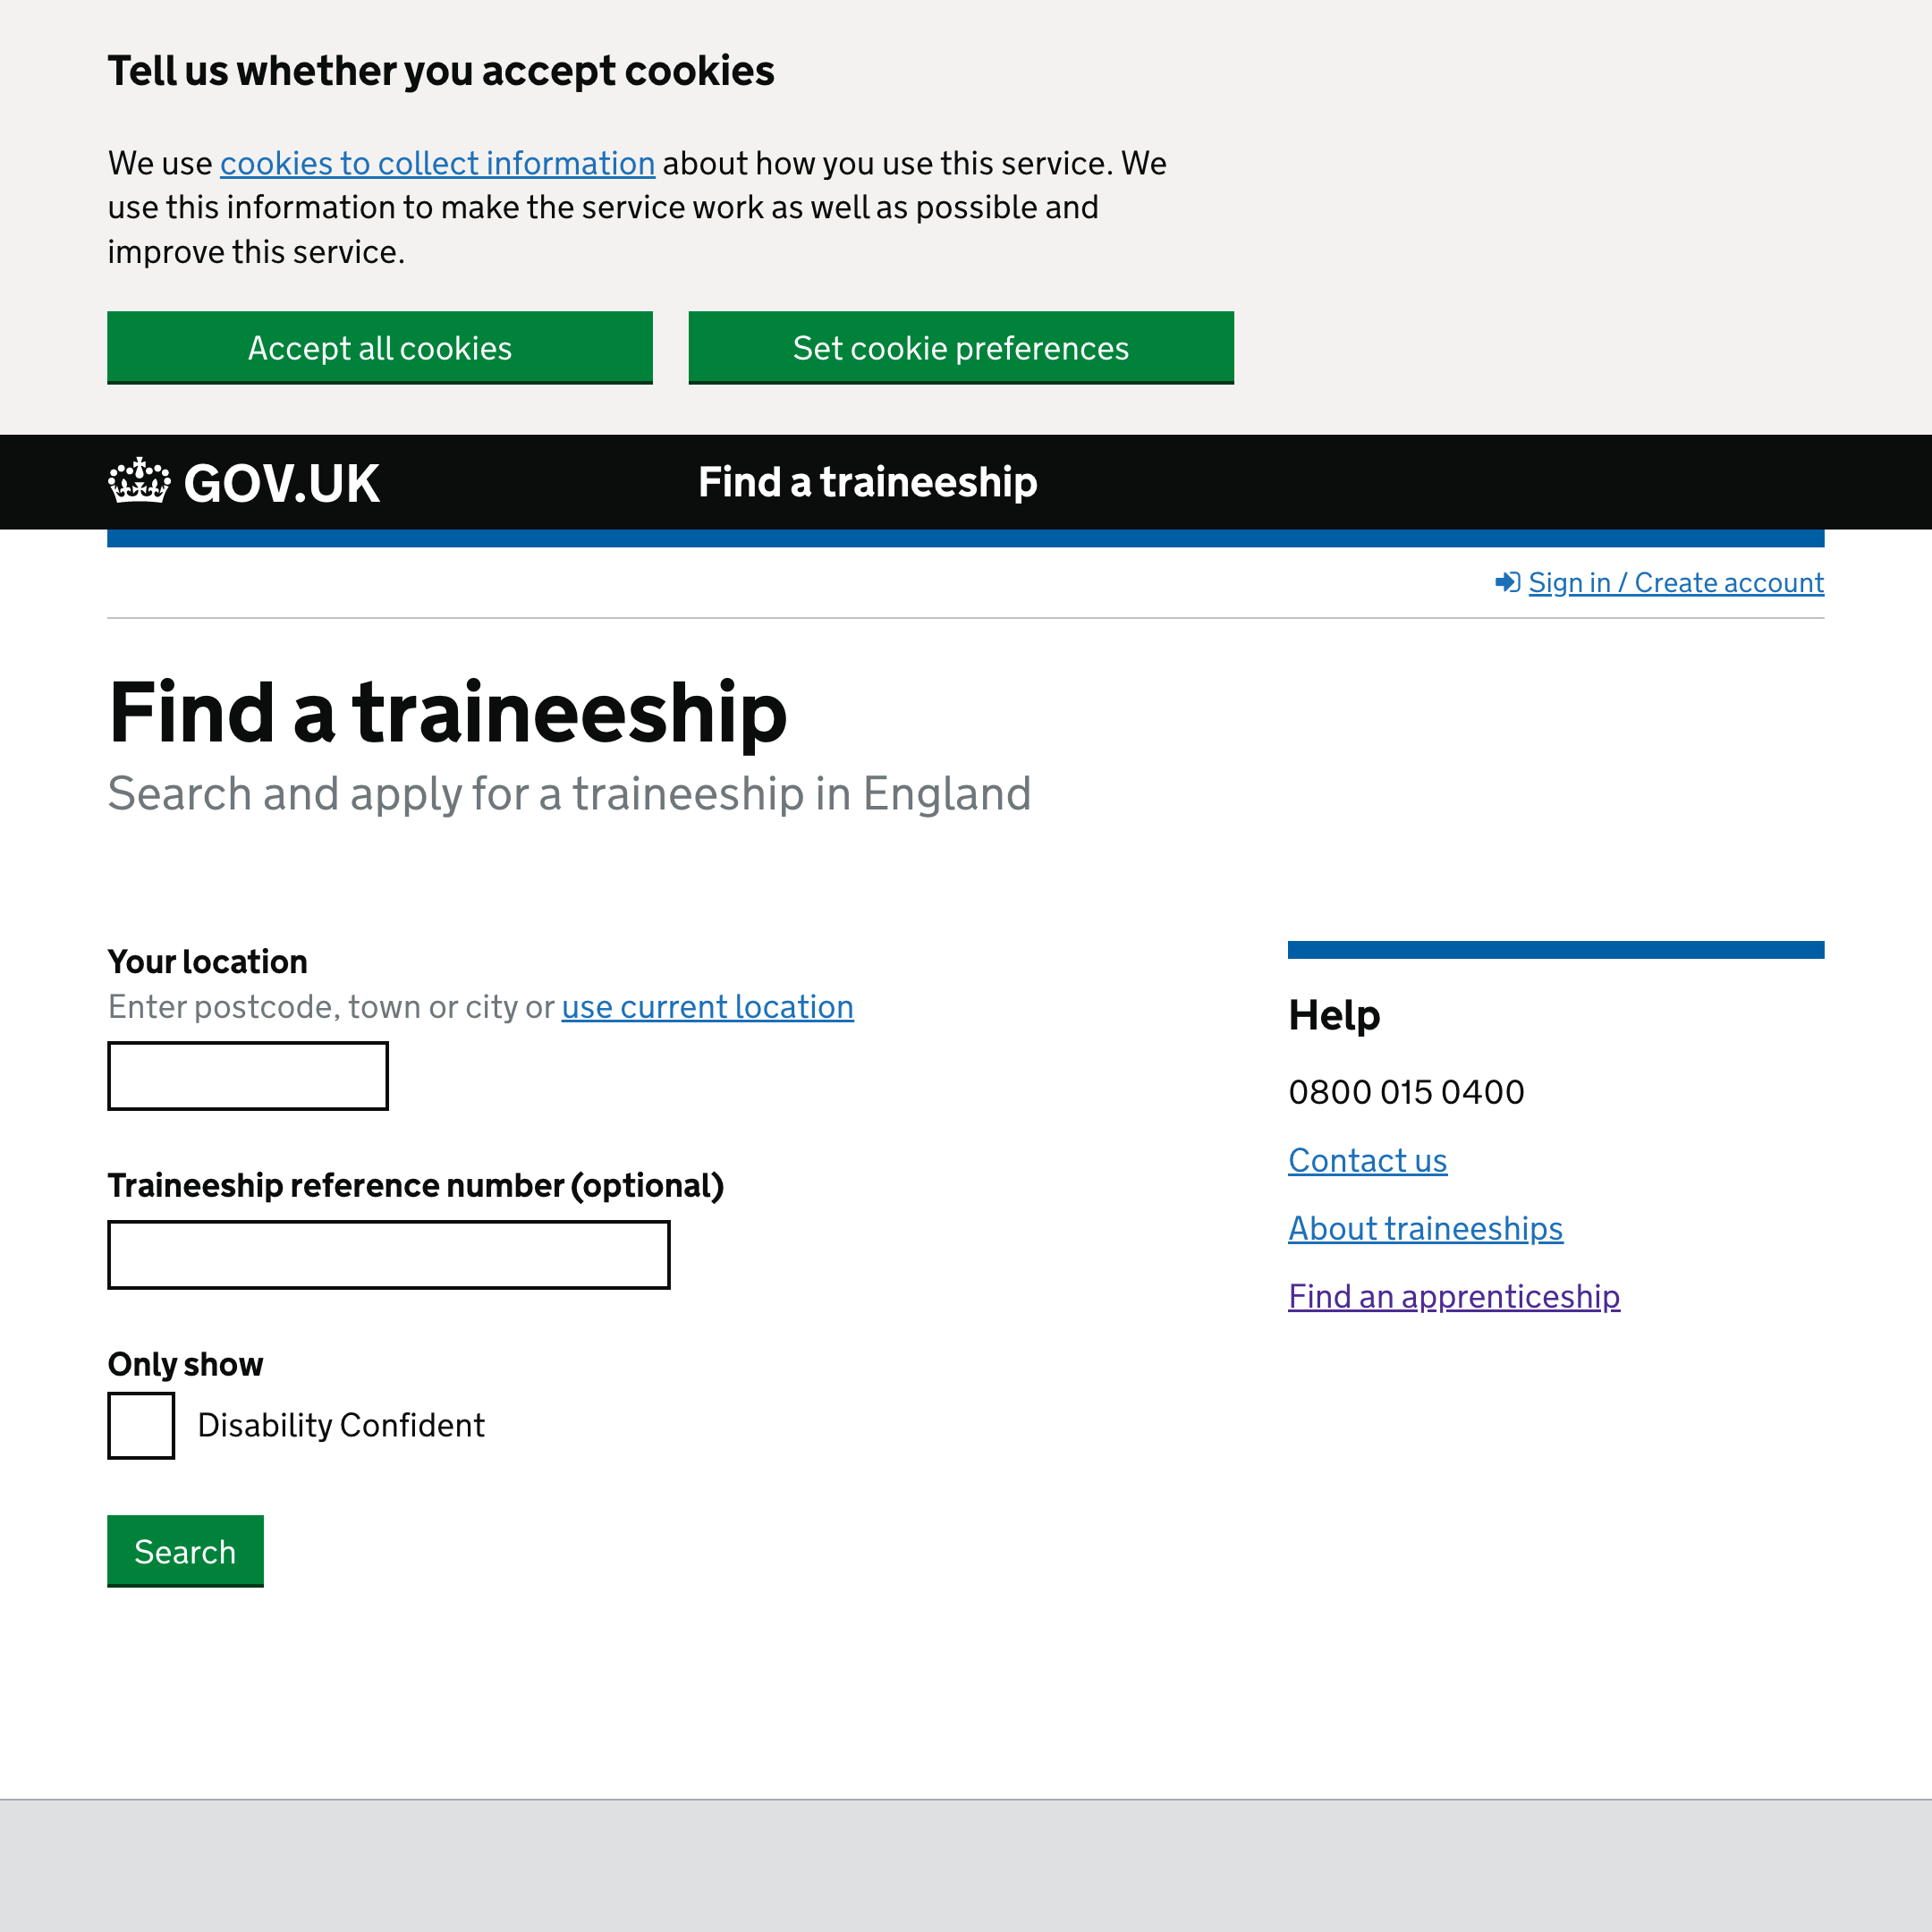 Tell us whether you accept cookies
We use cookies to collect information about how you use this service. We
use this information to make the service work as well as possible and
improve this service.
Accept all cookies
Set cookie preferences
GOV.UK
Find a traineeship
Sign in / Create account
Find a traineeship
Search and apply for a traineeship in England
Your location
Enter postcode, town or city or use current location
Traineeship reference number (optional)
Only show
Disability Confident
Search
Help
0800 015 0400
Contact us
About traineeships
Find an apprenticeship